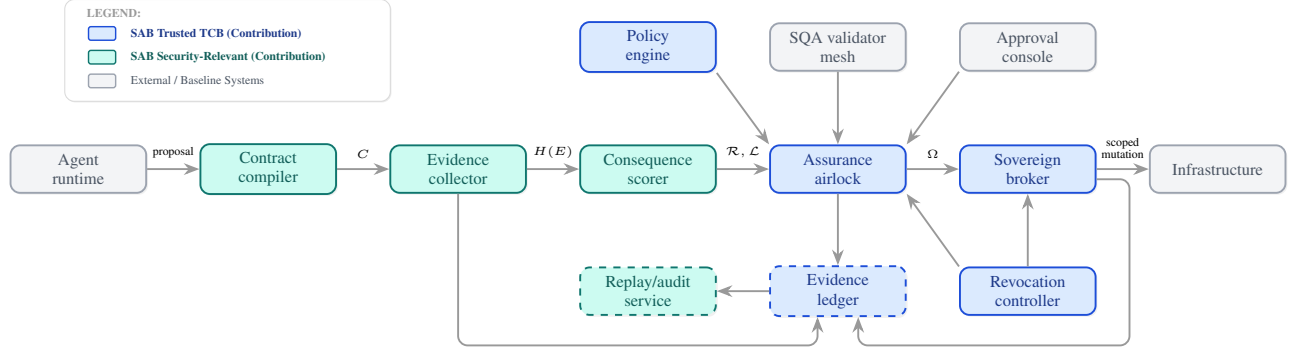 LEGEND:
SAB Trusted TCB (Contribution)
SAB Security-Relevant (Contribution)
External / Baseline Systems
Policy
engine
SQA validator
mesh
Approval
console
Agent
runtime
proposal
Contract
compiler
C
Evidence
collector
H(E)
Consequence
scorer
ℛ, ℒ
Assurance
airlock
Ω
Sovereign
broker
scoped
mutation
Infrastructure
Replay/audit
service
Evidence
ledger
Revocation
controller